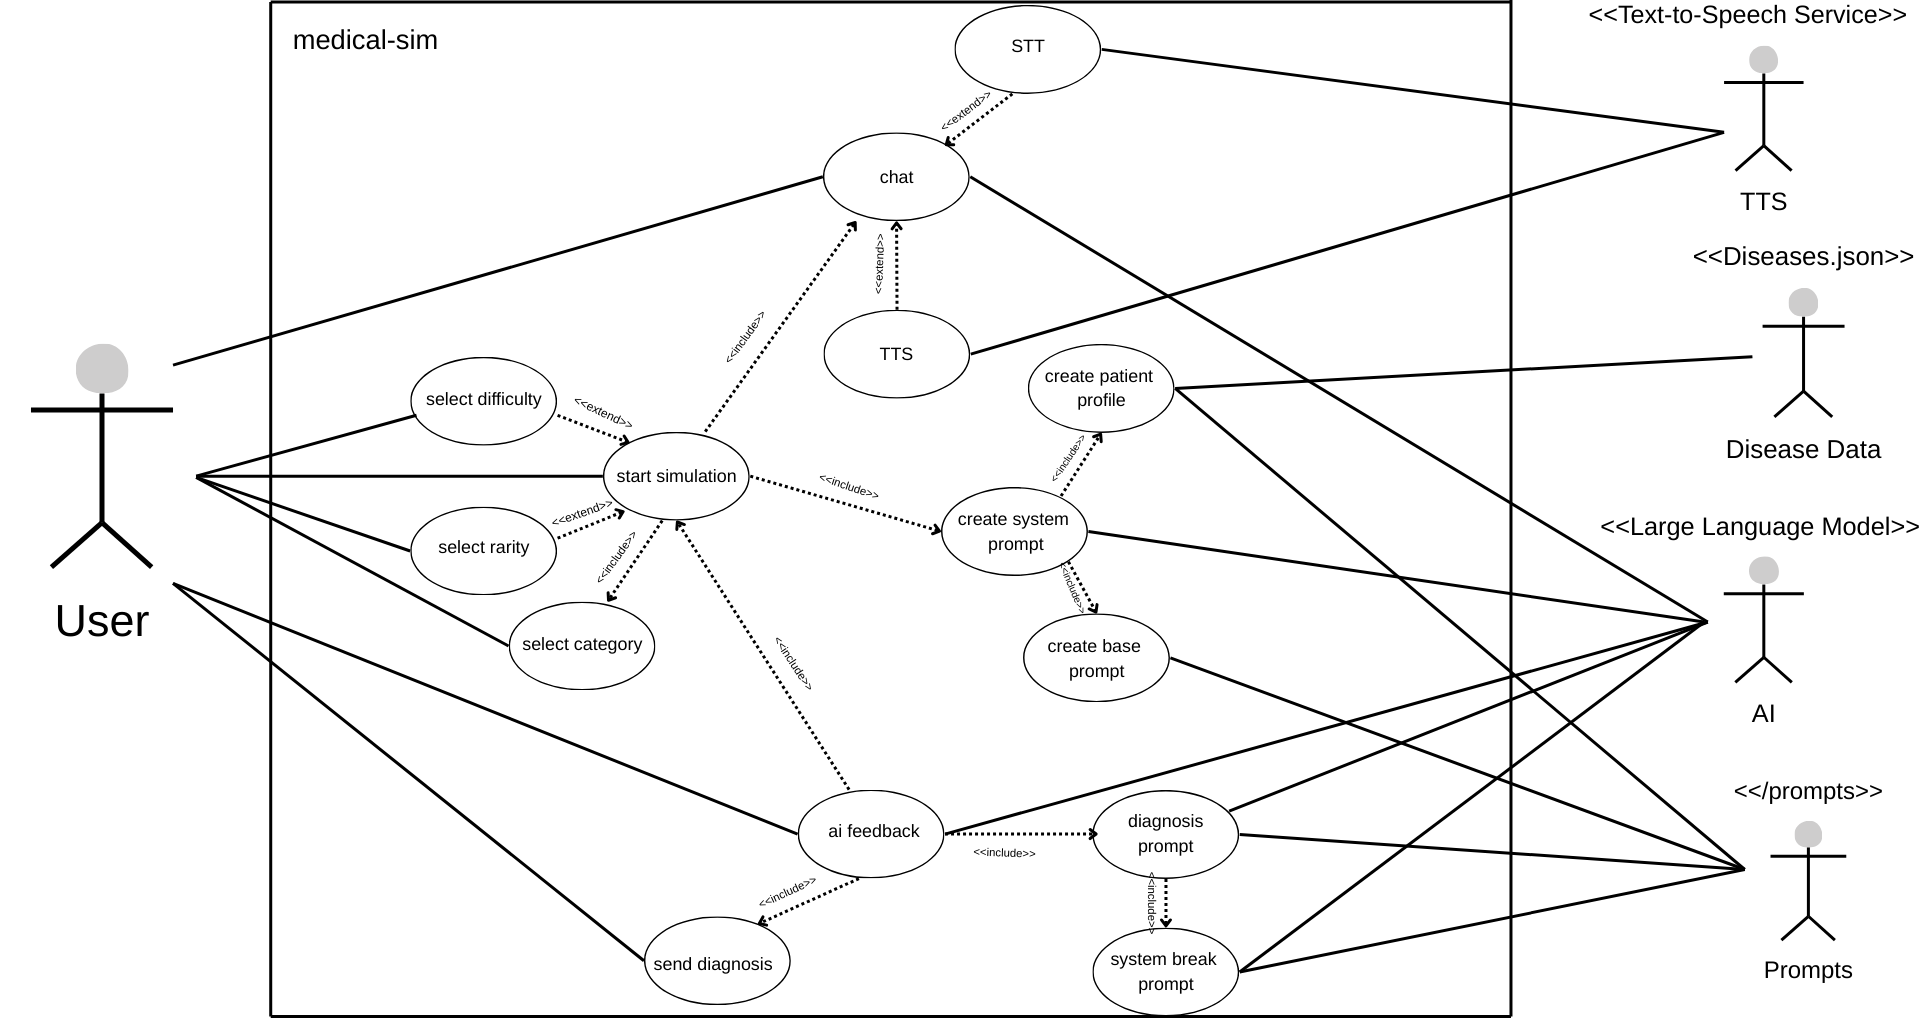 medical-sim
<<Text-to-Speech Service>>
STT
<<extend>>
chat
TTS
<<extend>>
<<Diseases.json>>
<<include>>
TTS
create patient
profile
select difficulty
<<extend>>
Disease Data
start simulation
<<include>>
<<include>>
<<extend>>
create system
prompt
<<Large Language Model>>
select rarity
<<include>>
<<include>>
User
select category
create base
prompt
<<include>>
AI
<</prompts>>
ai feedback
<<include>>
diagnosis
prompt
<<include>>
<<include>>
send diagnosis
system break
prompt
Prompts